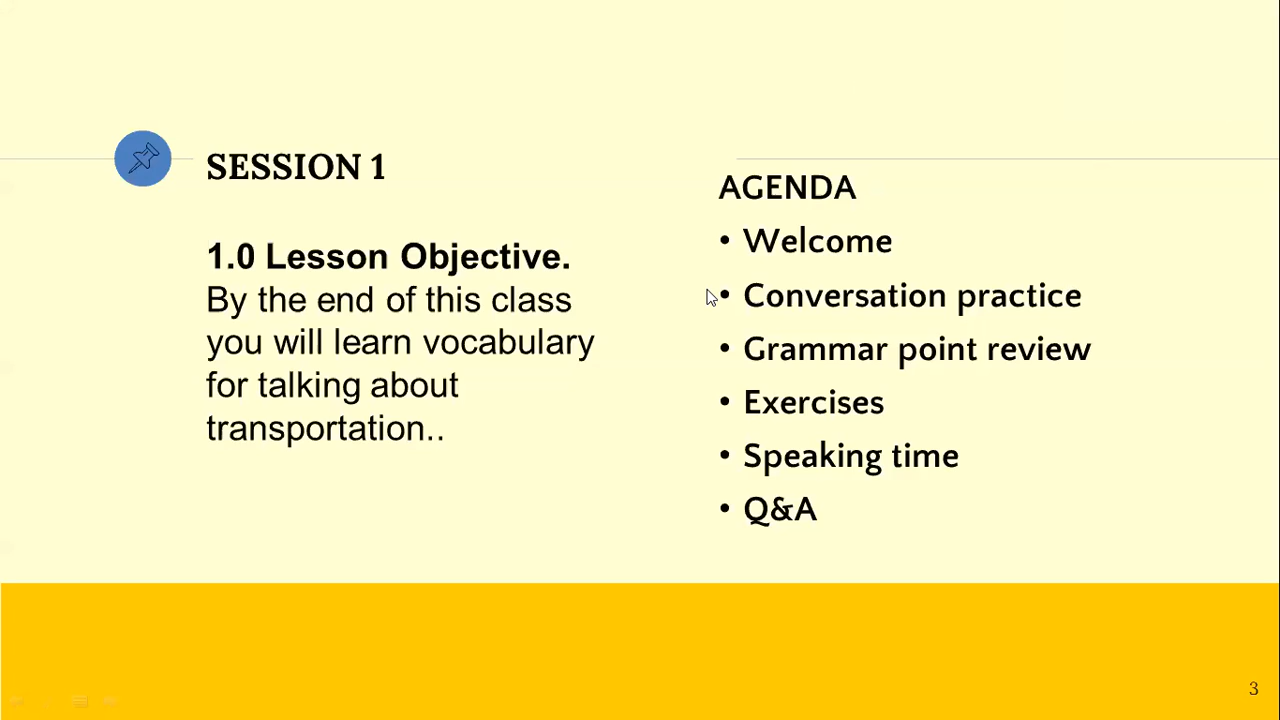 SESSION 1
1.0 Lesson Objective.
By the end of this class
you will learn vocabulary
for talking about
transportation..
AGENDA
• Welcome
• Conversation practice
• Grammar point review
• Exercises
• Speaking time
• Q&A
3